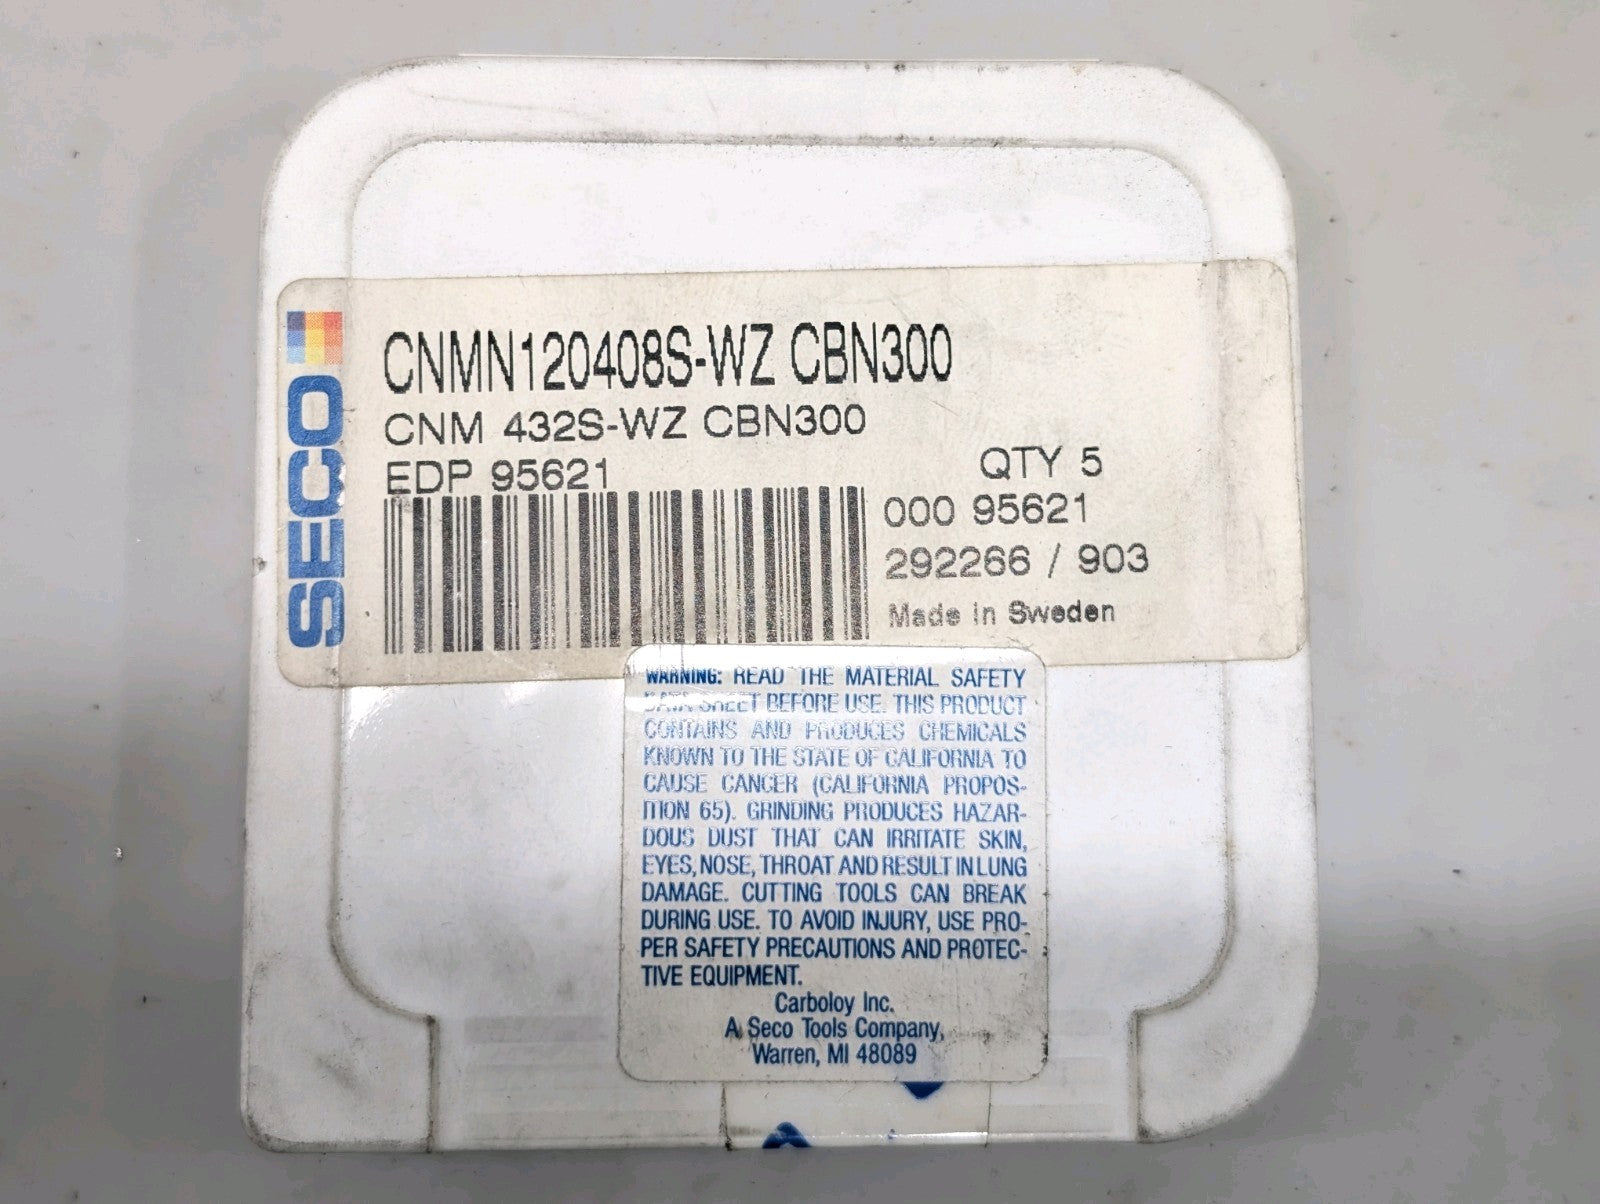 SECO
CNMN120408S-WZ CBN300
CNM 432S-WZ CBN300
EDP 95621
QTY 5
000 95621
292266 / 903
Made in Sweden
WARNING: READ THE MATERIAL SAFETY
DATA SHEET BEFORE USE. THIS PRODUCT
CONTAINS AND PRODUCES CHEMICALS
KNOWN TO THE STATE OF CALIFORNIA TO
CAUSE CANCER (CALIFORNIA PROPOS-
ITION 65). GRINDING PRODUCES HAZAR-
DOUS DUST THAT CAN IRRITATE SKIN,
EYES, NOSE, THROAT AND RESULT IN LUNG
DAMAGE. CUTTING TOOLS CAN BREAK
DURING USE. TO AVOID INJURY, USE PRO-
PER SAFETY PRECAUTIONS AND PROTEC-
TIVE EQUIPMENT.
Carboloy Inc.
A Seco Tools Company,
Warren, MI 48089